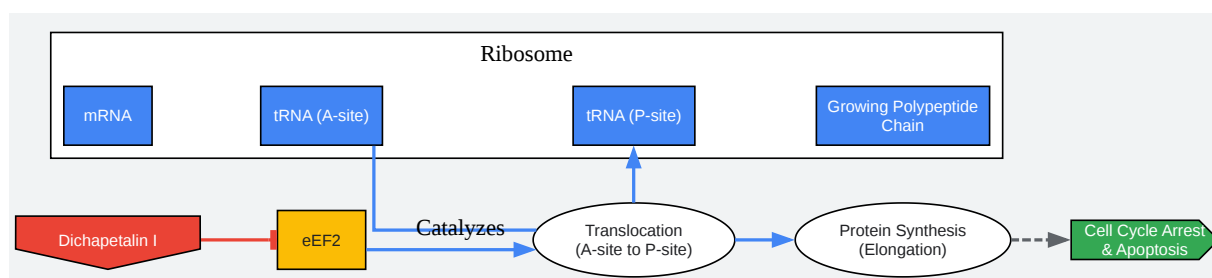 Ribosome
mRNA
tRNA (A-site)
tRNA (P-site)
Growing Polypeptide
Chain
Dichapetalin I
eEF2
Catalyzes
Translocation
(A-site to P-site)
Protein Synthesis
(Elongation)
Cell Cycle Arrest
& Apoptosis